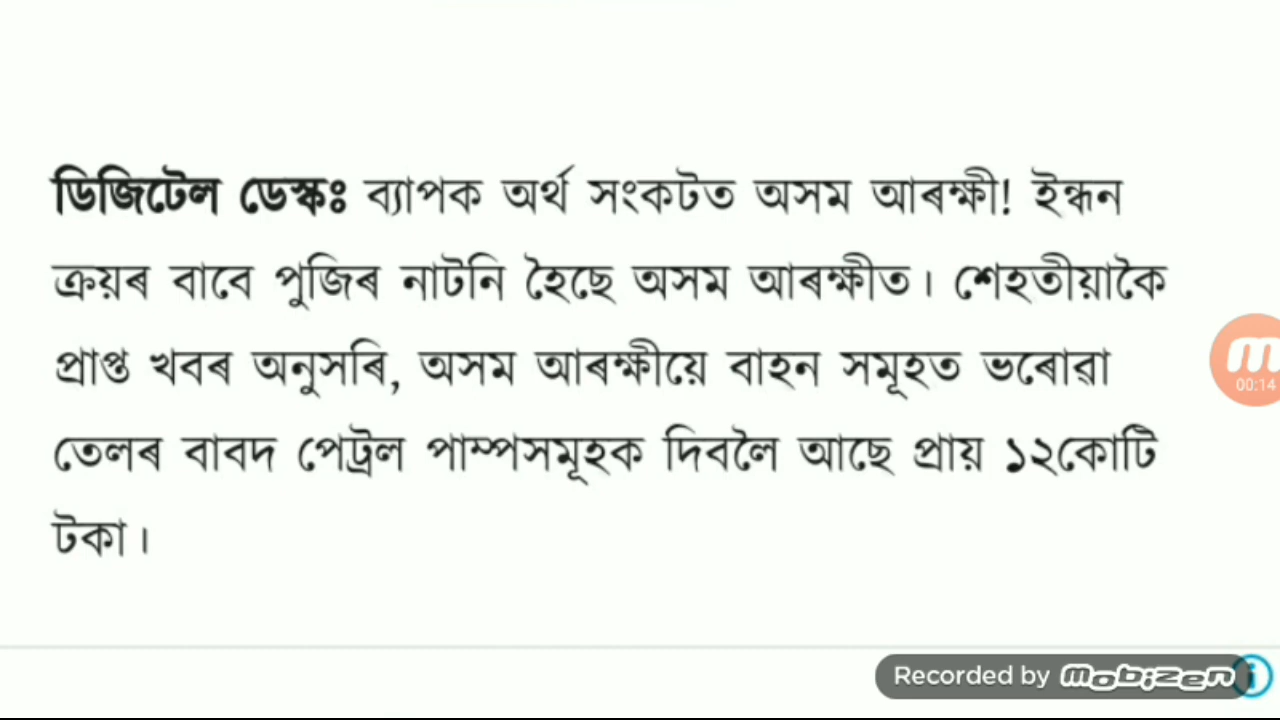 ডিজিটেল ডেস্কঃ ব্যাপক অৰ্থ সংকটত অসম আৰক্ষী! ইন্ধন
ক্ৰয়ৰ বাবে পুজিৰ নাটনি হৈছে অসম আৰক্ষীত। শেহতীয়াকৈ
প্ৰাপ্ত খবৰ অনুসৰি, অসম আৰক্ষীয়ে বাহন সমূহত ভৰোৱা
00:14
তেলৰ বাবদ পেট্ৰল পাম্পসমূহক দিবলৈ আছে প্ৰায় ১২কোটি
টকা।
Recorded by mobizen